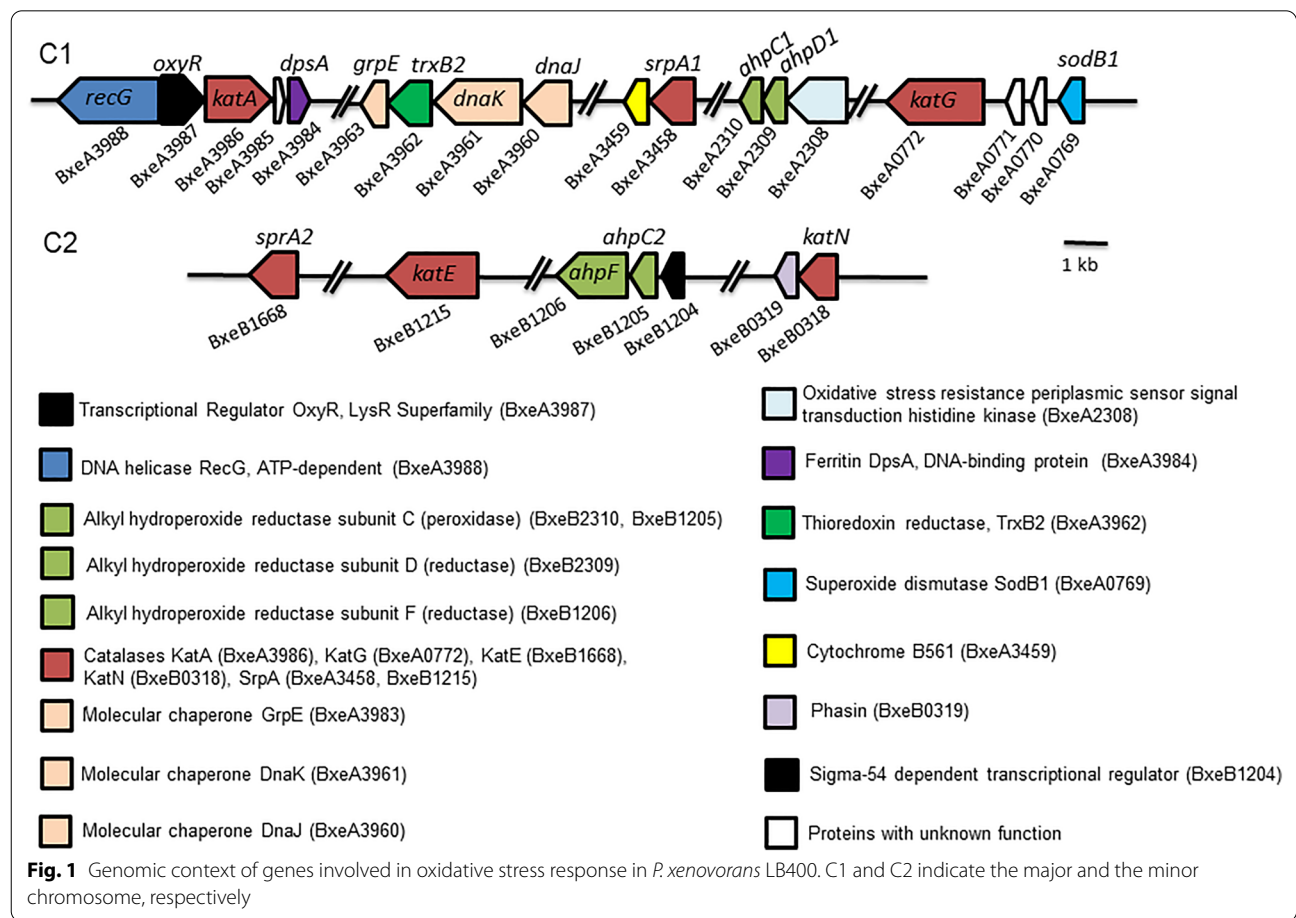 C1
oxyR dpsA grpE trxB2 dnaJ srpA1 ahpC1 ahpD1 sodB1
recG katA dnaK katG
BxeA3988 BxeA3987 BxeA3986 BxeA3985 BxeA3984 BxeA3963 BxeA3962 BxeA3961 BxeA3960 BxeA3459 BxeA3458 BxeA2310 BxeA2309 BxeA2308 BxeA0772 BxeA0771 BxeA0770 BxeA0769
C2
sprA2 ahpC2 katN
katE ahpF
1 kb
BxeB1668 BxeB1215 BxeB1206 BxeB1205 BxeB1204 BxeB0319 BxeB0318
Transcriptional Regulator OxyR, LysR Superfamily (BxeA3987)
DNA helicase RecG, ATP-dependent (BxeA3988)
Alkyl hydroperoxide reductase subunit C (peroxidase) (BxeB2310, BxeB1205)
Alkyl hydroperoxide reductase subunit D (reductase) (BxeB2309)
Alkyl hydroperoxide reductase subunit F (reductase) (BxeB1206)
Catalases KatA (BxeA3986), KatG (BxeA0772), KatE (BxeB1668),
KatN (BxeB0318), SrpA (BxeA3458, BxeB1215)
Molecular chaperone GrpE (BxeA3983)
Molecular chaperone DnaK (BxeA3961)
Molecular chaperone DnaJ (BxeA3960)
Oxidative stress resistance periplasmic sensor signal
transduction histidine kinase (BxeA2308)
Ferritin DpsA, DNA-binding protein (BxeA3984)
Thioredoxin reductase, TrxB2 (BxeA3962)
Superoxide dismutase SodB1 (BxeA0769)
Cytochrome B561 (BxeA3459)
Phasin (BxeB0319)
Sigma-54 dependent transcriptional regulator (BxeB1204)
Proteins with unknown function
Fig. 1 Genomic context of genes involved in oxidative stress response in P. xenovorans LB400. C1 and C2 indicate the major and the minor
chromosome, respectively